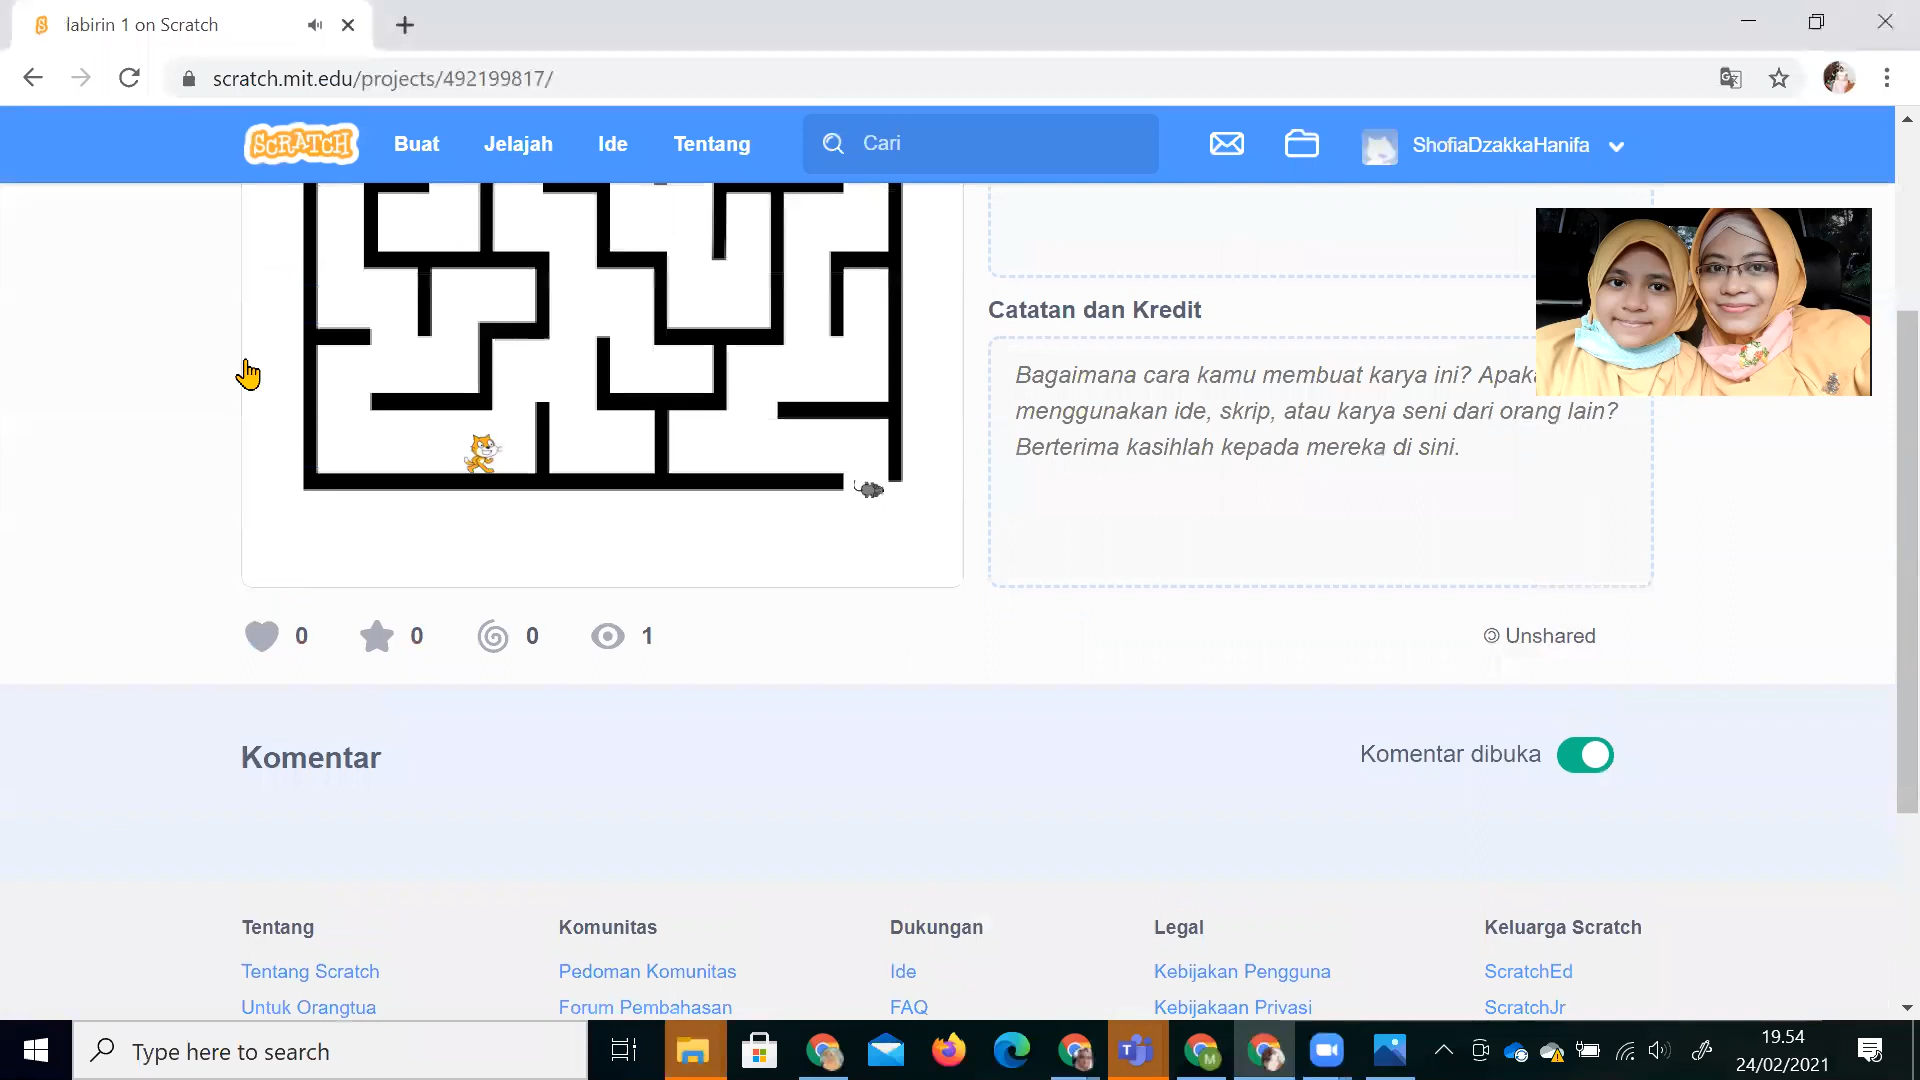 labirin 1 on Scratch
scratch.mit.edu/projects/492199817/
SCRATCH
Buat
Jelajah
Ide
Tentang
Cari
ShofiaDzakkaHanifa
Catatan dan Kredit
Bagaimana cara kamu membuat karya ini? Apaka
menggunakan ide, skrip, atau karya seni dari orang lain?
Berterima kasihlah kepada mereka di sini.
0
0
0
1
Unshared
Komentar
Komentar dibuka
Tentang
Komunitas
Dukungan
Legal
Keluarga Scratch
Tentang Scratch
Pedoman Komunitas
Ide
Kebijakan Pengguna
ScratchEd
Untuk Orangtua
Forum Pembahasan
FAQ
Kebijakaan Privasi
ScratchJr
Type here to search
19.54
24/02/2021